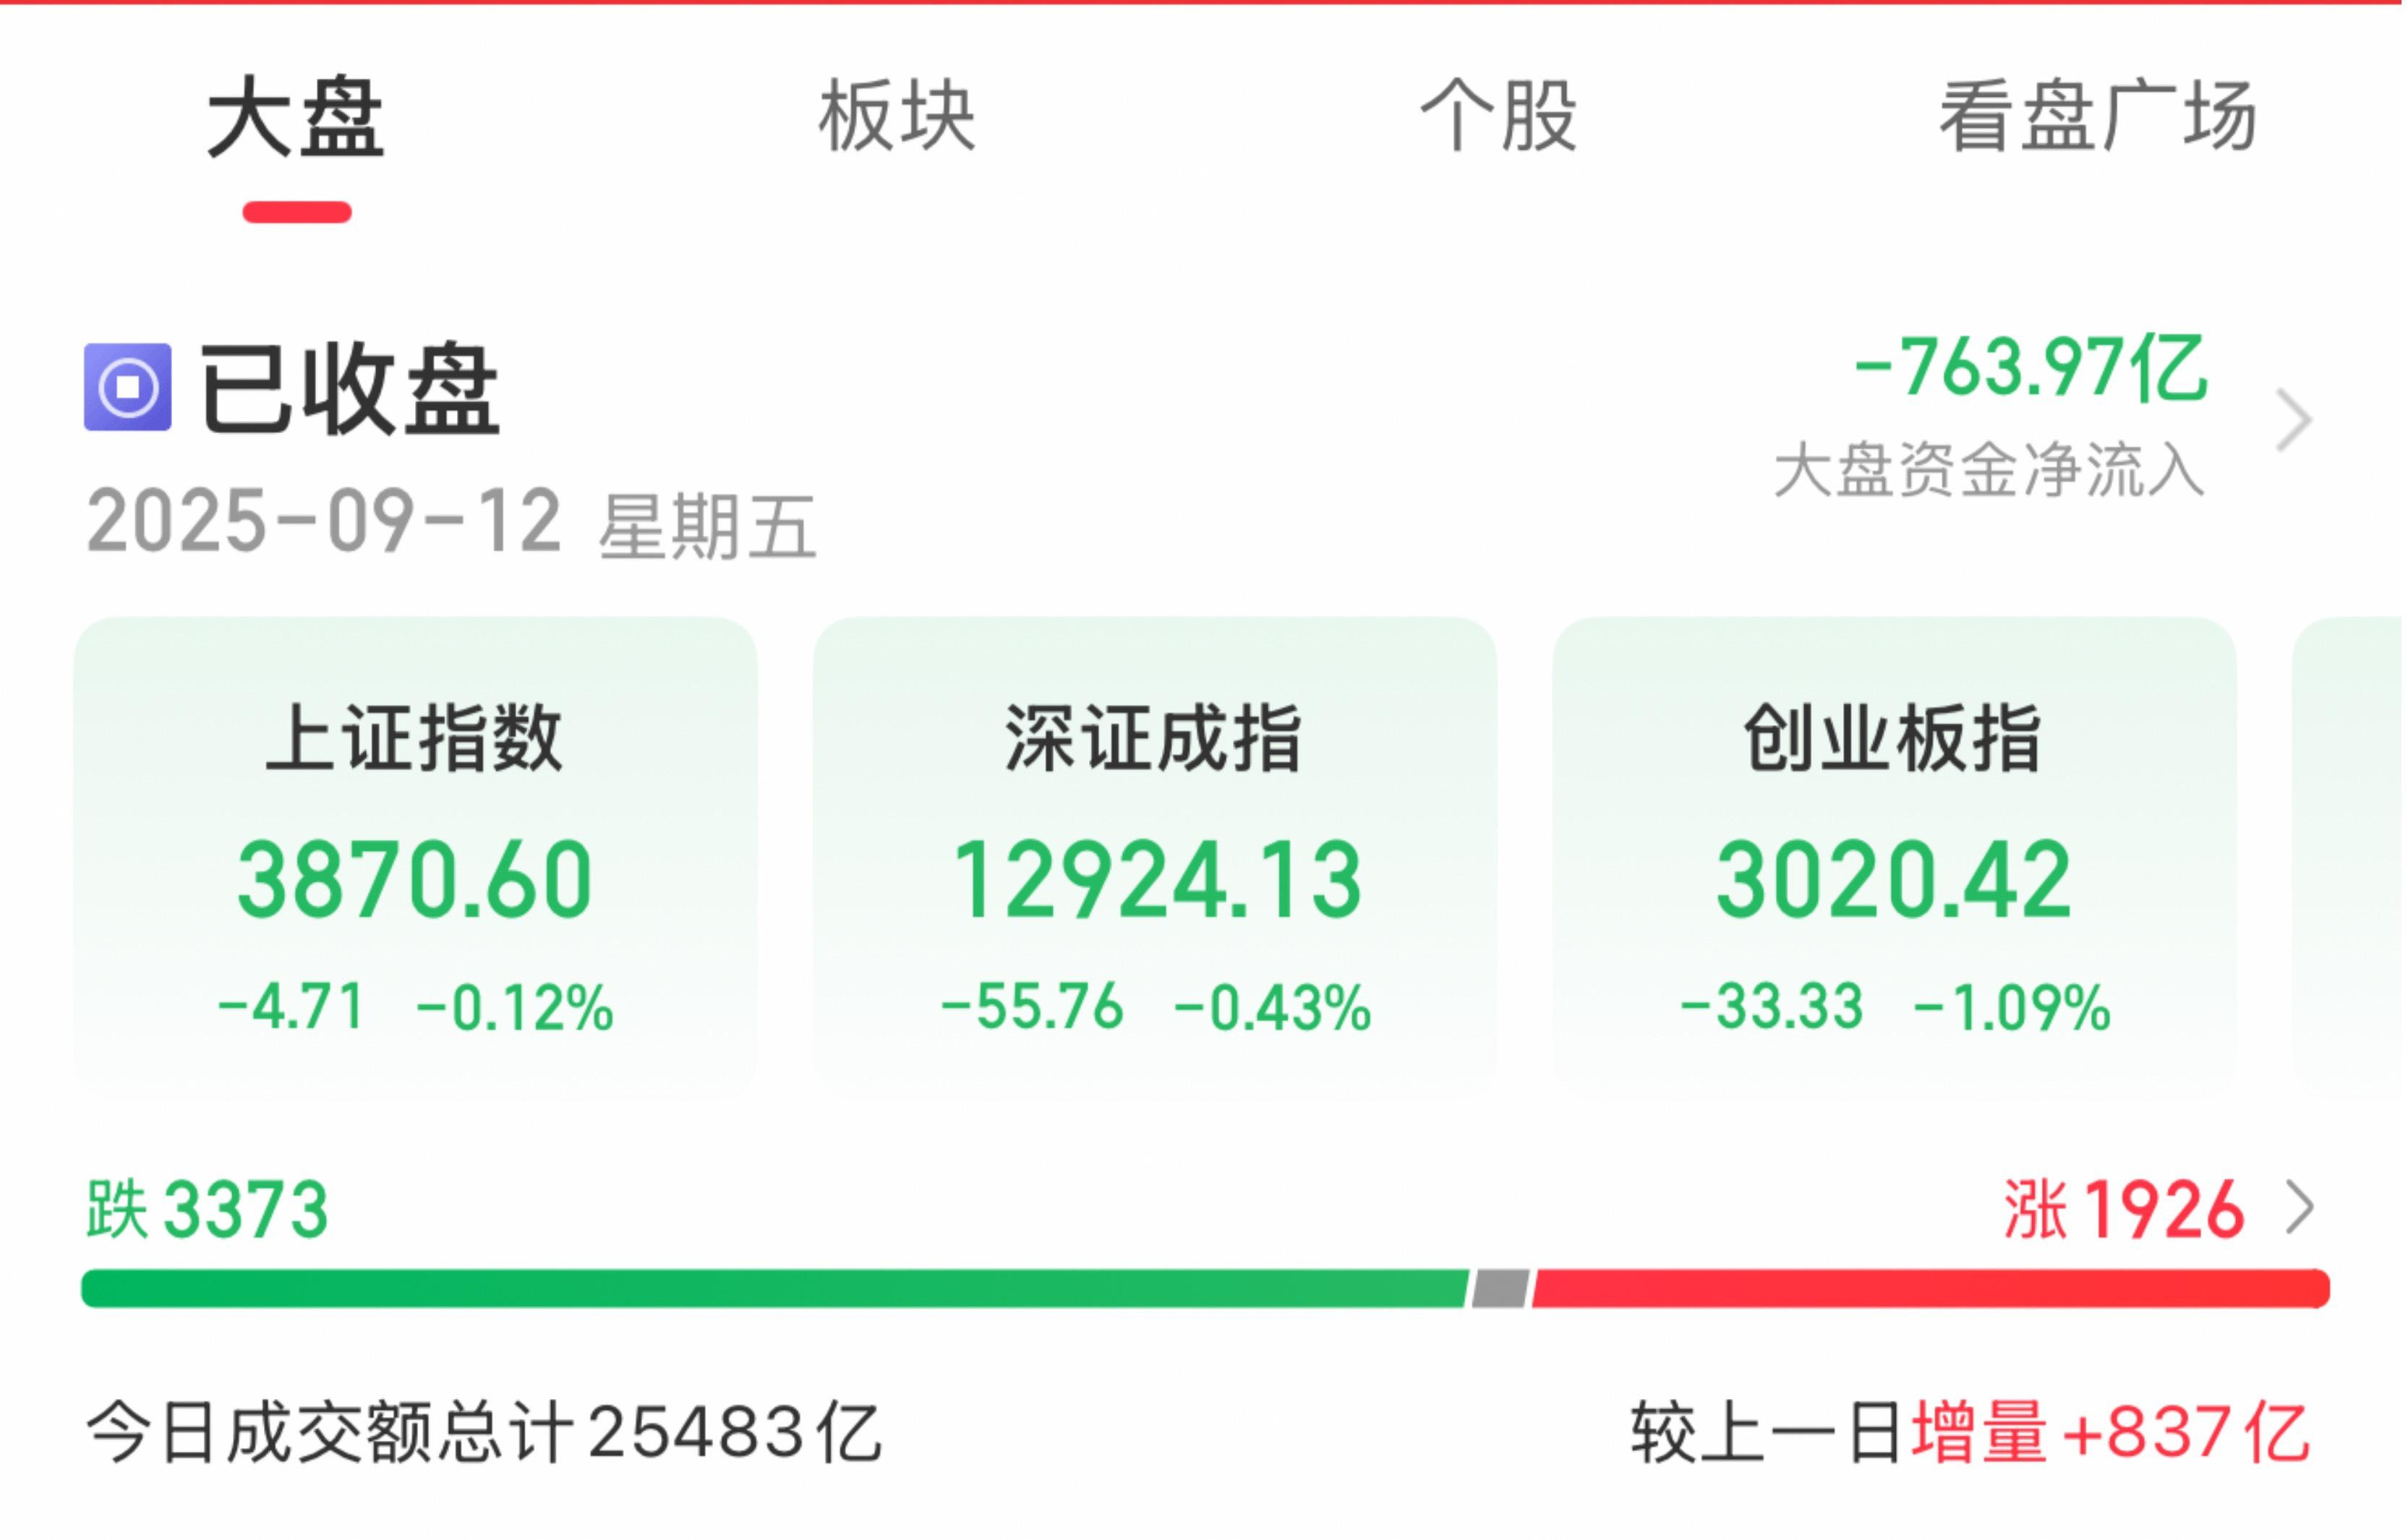 大盘 板块 个股 看盘广场
已收盘 -763.97亿
大盘资金净流入
2025-09-12 星期五
上证指数 深证成指 创业板指
3870.60 12924.13 3020.42
-4.71 -0.12% -55.76 -0.43% -33.33 -1.09%
跌3373 涨1926
今日成交额总计25483亿 较上一日增量+837亿